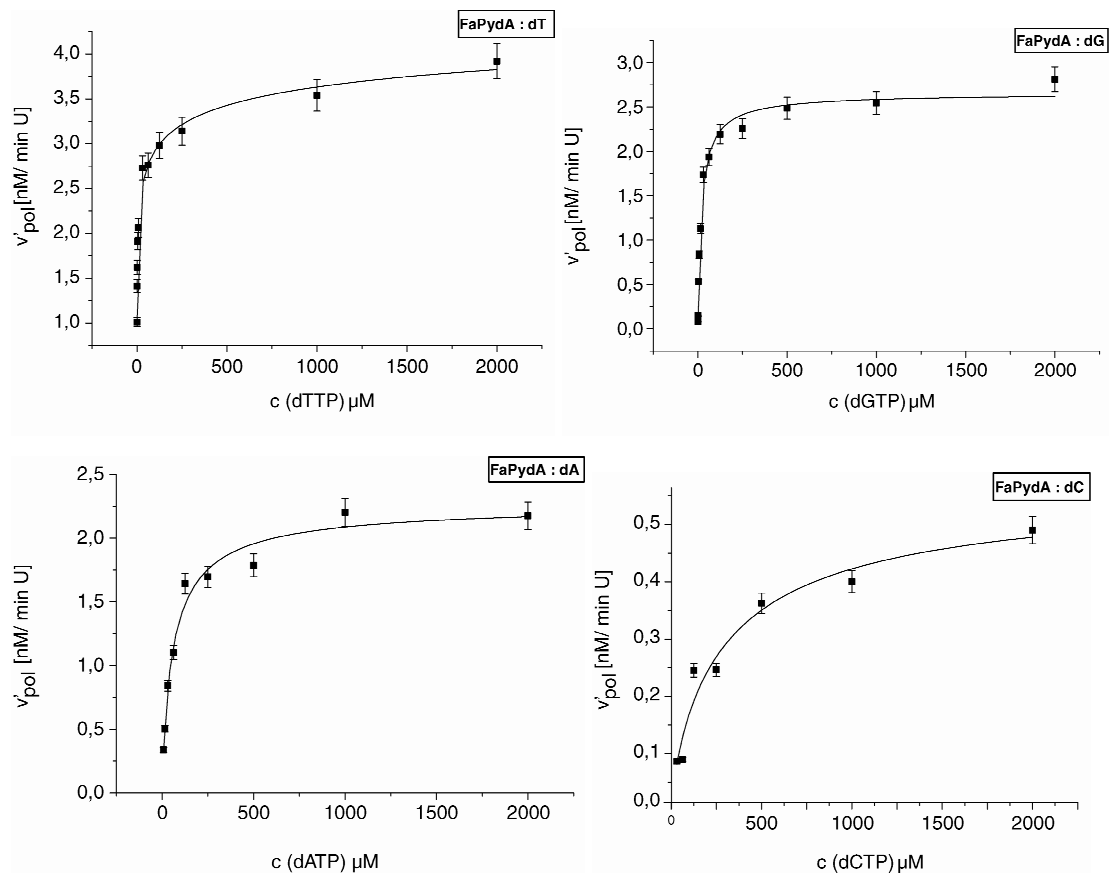 FaPydA : dT
4,0
3,5
3,0
2,5
2,0
1,5
1,0
v'pol [nM/ min U]
0 500 1000 1500 2000
c (dTTP) µM
FaPydA : dG
3,0
2,5
2,0
1,5
1,0
0,5
0,0
v'pol [nM/ min U]
0 500 1000 1500 2000
c (dGTP) µM
FaPydA : dA
2,5
2,0
1,5
1,0
0,5
0,0
v'pol [nM/ min U]
0 500 1000 1500 2000
c (dATP) µM
FaPydA : dC
0,5
0,4
0,3
0,2
0,1
0,0
v'pol [nM/ min U]
0 500 1000 1500 2000
c (dCTP) µM